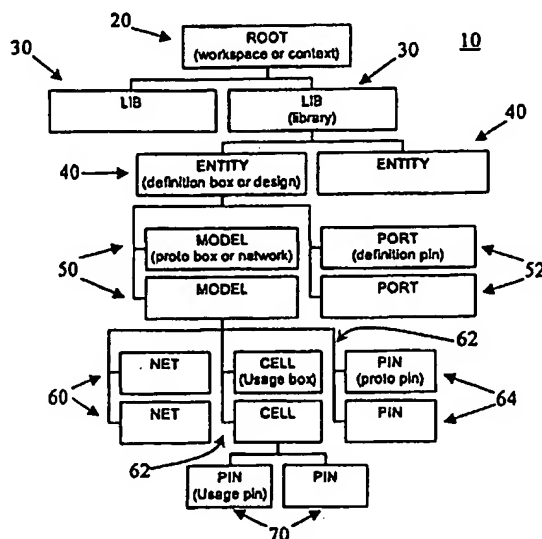 20
ROOT
(workspace or context)
10
30
30
LIB
LIB
(library)
40
40
ENTITY
(definition box or design)
ENTITY
50
MODEL
(proto box or network)
PORT
(definition pin)
52
MODEL
PORT
62
60
NET
CELL
(Usage box)
PIN
(proto pin)
64
NET
CELL
PIN
62
PIN
(Usage pin)
PIN
70